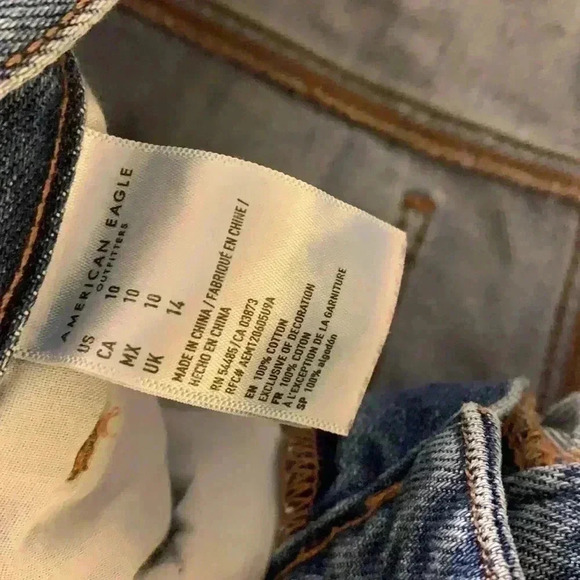 AMERICAN EAGLE
OUTFITTERS
US 10
CA 10
MX 10
UK 14
MADE IN CHINA / FABRIQUÉ EN CHINE /
HECHO EN CHINA
RN 54485/CA 03873
RFC# AEM120605U9A
EN 100% COTTON
EXCLUSIVE OF DECORATION
FR 100% COTON
À L'EXCEPTION DE LA GARNITURE
SP 100% algodón